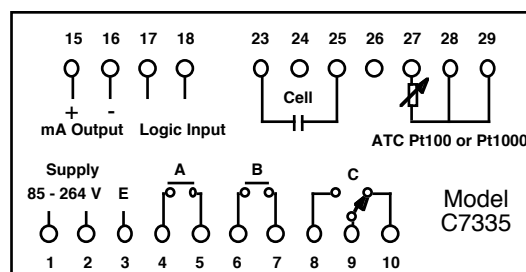 15 16 17 18 23 24 25 26 27 28 29
+ -
Cell
mA Output Logic Input
ATC Pt100 or Pt1000
Supply
A B C
85 - 264 V E
Model
C7335
1 2 3 4 5 6 7 8 9 10